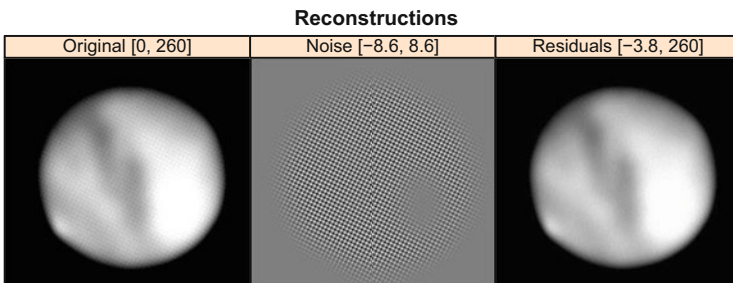 Reconstructions
Original [0, 260]
Noise [−8.6, 8.6]
Residuals [−3.8, 260]